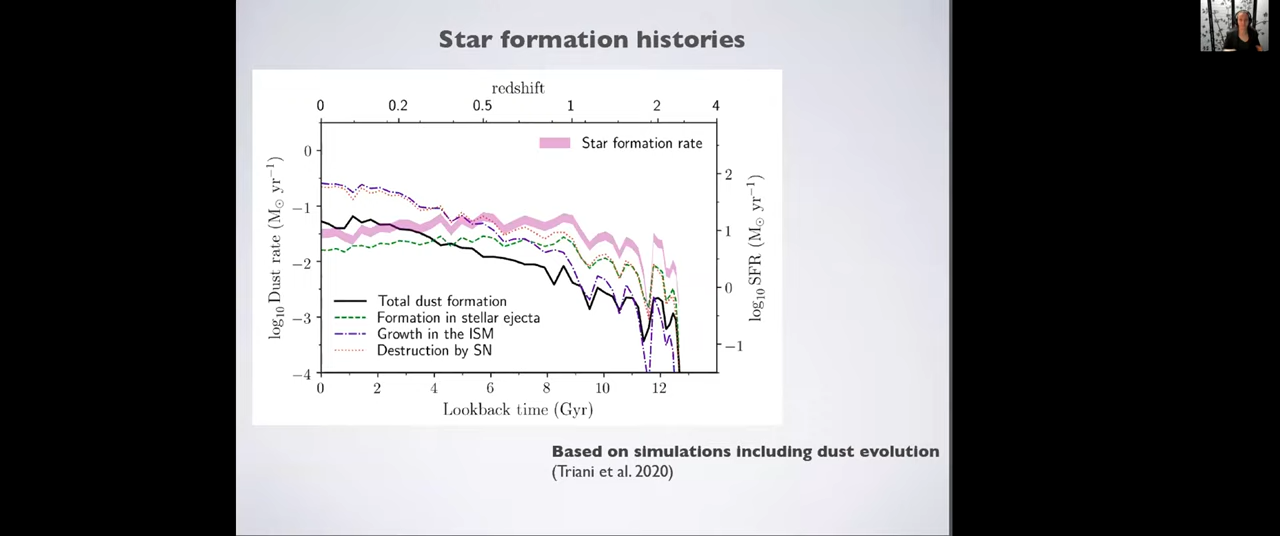 Star formation histories
redshift
0 0.2 0.5 1 2 4
Star formation rate
log10 Dust rate (M⊙ yr−1)
0
−1
−2
−3
−4
2
1
0
−1
log10 SFR (M⊙ yr−1)
Total dust formation
Formation in stellar ejecta
Growth in the ISM
Destruction by SN
0 2 4 6 8 10 12
Lookback time (Gyr)
Based on simulations including dust evolution
(Triani et al. 2020)